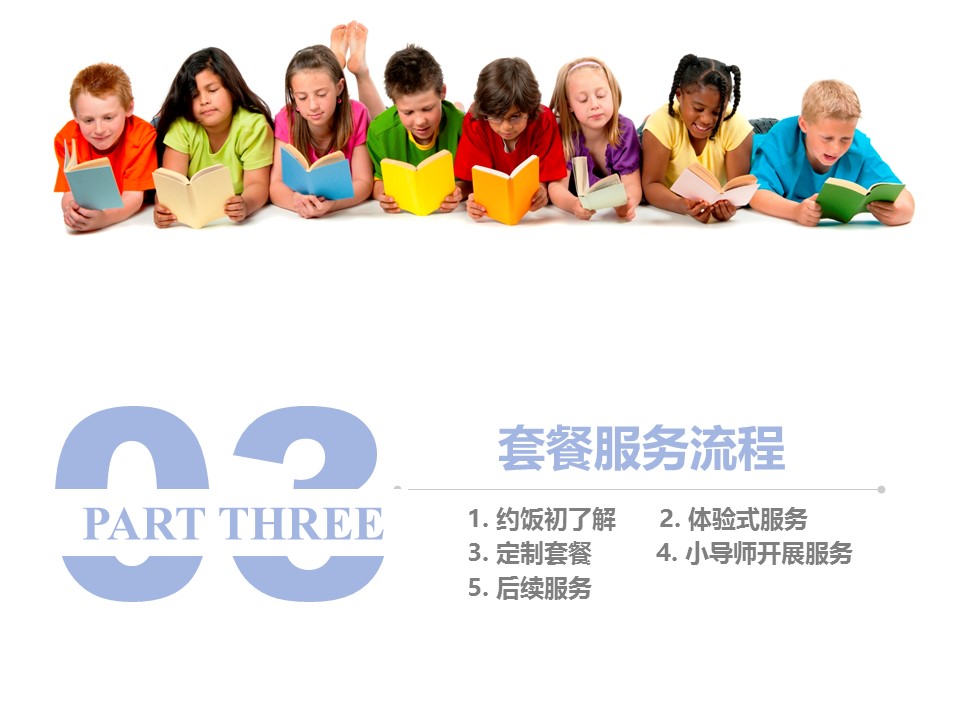 03
PART THREE
套餐服务流程
1. 约饭初了解 2. 体验式服务
3. 定制套餐 4. 小导师开展服务
5. 后续服务